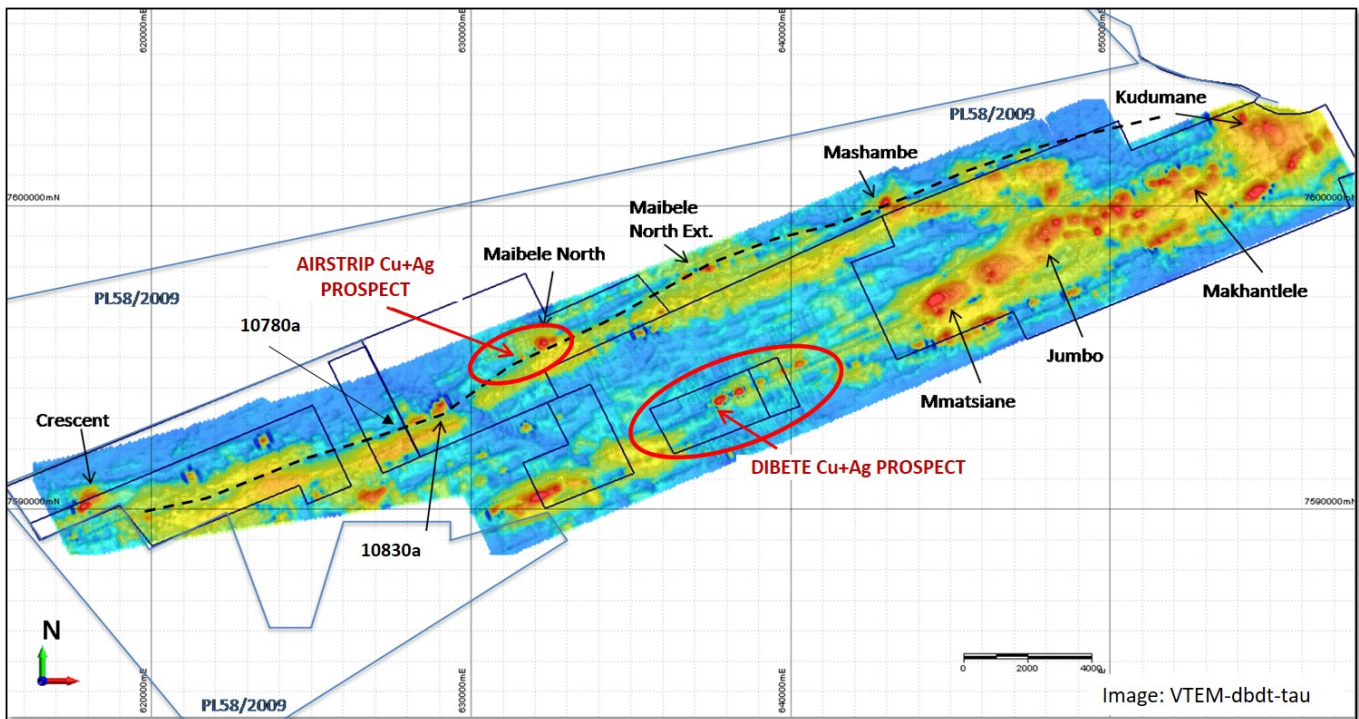 620000mE
630000mE
640000mE
650000mE
Kudumane
PL58/2009
Mashambe
7600000mN
7600000mN
Maibele
North Ext.
Maibele North
AIRSTRIP Cu+Ag
PROSPECT
PL58/2009
Makhantlele
10780a
Jumbo
Mmatsiane
Crescent
DIBETE Cu+Ag PROSPECT
7590000mN
7590000mN
10830a
N
0 2000 4000
620000mE
630000mE
640000mE
PL58/2009
Image: VTEM-dbdt-tau